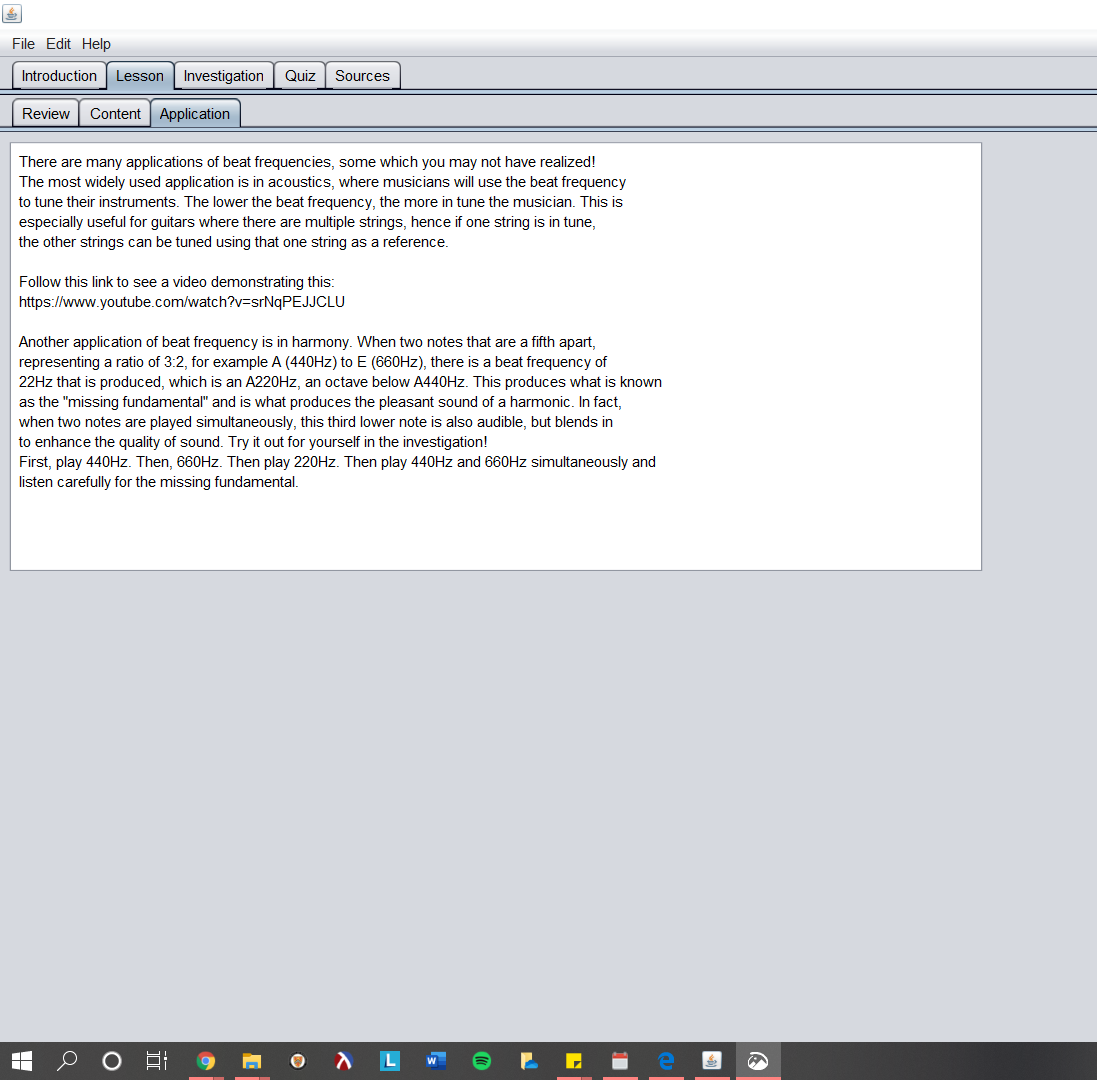 File Edit Help
Introduction Lesson Investigation Quiz Sources
Review Content Application
There are many applications of beat frequencies, some which you may not have realized!
The most widely used application is in acoustics, where musicians will use the beat frequency
to tune their instruments. The lower the beat frequency, the more in tune the musician. This is
especially useful for guitars where there are multiple strings, hence if one string is in tune,
the other strings can be tuned using that one string as a reference.
Follow this link to see a video demonstrating this:
https://www.youtube.com/watch?v=srNqPEJJCLU
Another application of beat frequency is in harmony. When two notes that are a fifth apart,
representing a ratio of 3:2, for example A (440Hz) to E (660Hz), there is a beat frequency of
22Hz that is produced, which is an A220Hz, an octave below A440Hz. This produces what is known
as the "missing fundamental" and is what produces the pleasant sound of a harmonic. In fact,
when two notes are played simultaneously, this third lower note is also audible, but blends in
to enhance the quality of sound. Try it out for yourself in the investigation!
First, play 440Hz. Then, 660Hz. Then play 220Hz. Then play 440Hz and 660Hz simultaneously and
listen carefully for the missing fundamental.
L W